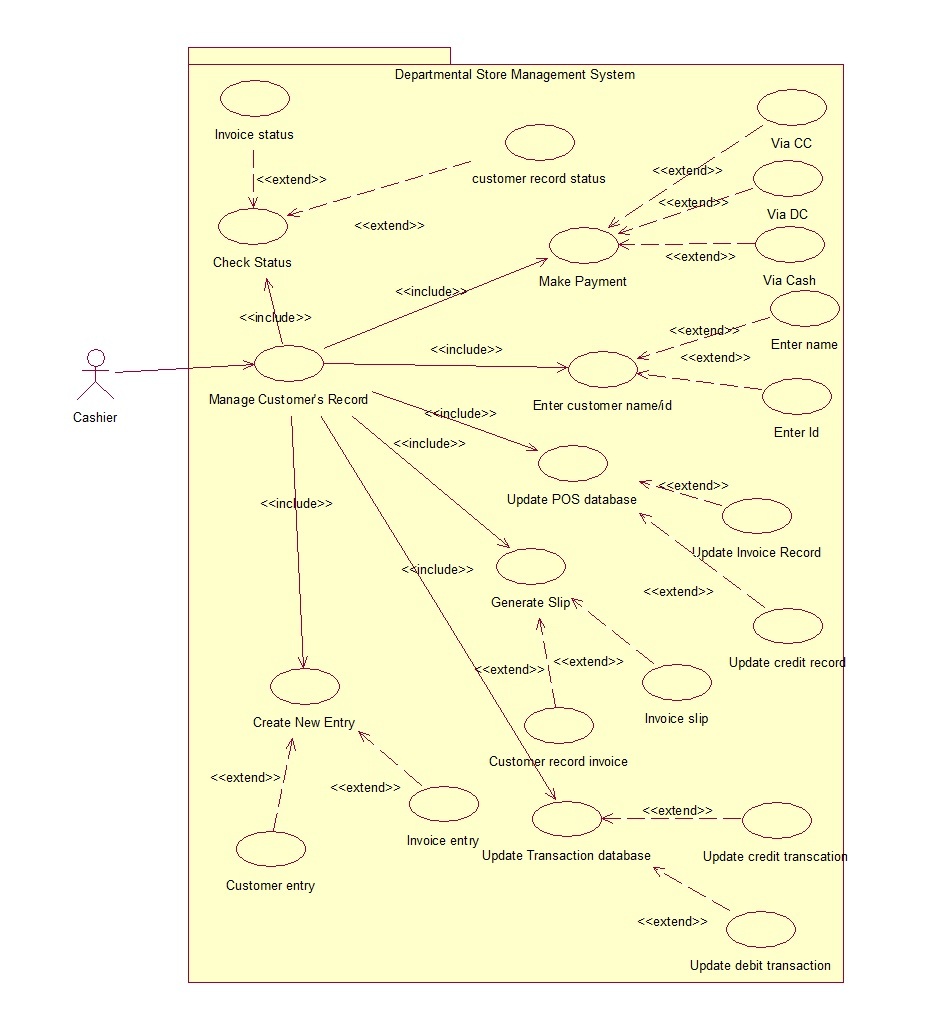 Departmental Store Management System
Invoice status
Via CC
<<extend>>
customer record status
<<extend>>
<<extend>>
Via DC
<<extend>>
<<extend>>
Check Status
Make Payment
<<extend>>
Via Cash
<<include>>
<<include>>
<<extend>>
Enter name
<<include>>
<<extend>>
Cashier
Manage Customer's Record
Enter customer name/id
<<include>>
Enter Id
<<include>>
<<extend>>
Update POS database
<<include>>
Update Invoice Record
<<include>>
<<extend>>
Generate Slip
<<extend>>
<<extend>>
Update credit record
Create New Entry
Invoice slip
Customer record invoice
<<extend>>
<<extend>>
<<extend>>
Invoice entry
Update Transaction database
Update credit transcation
Customer entry
<<extend>>
Update debit transaction